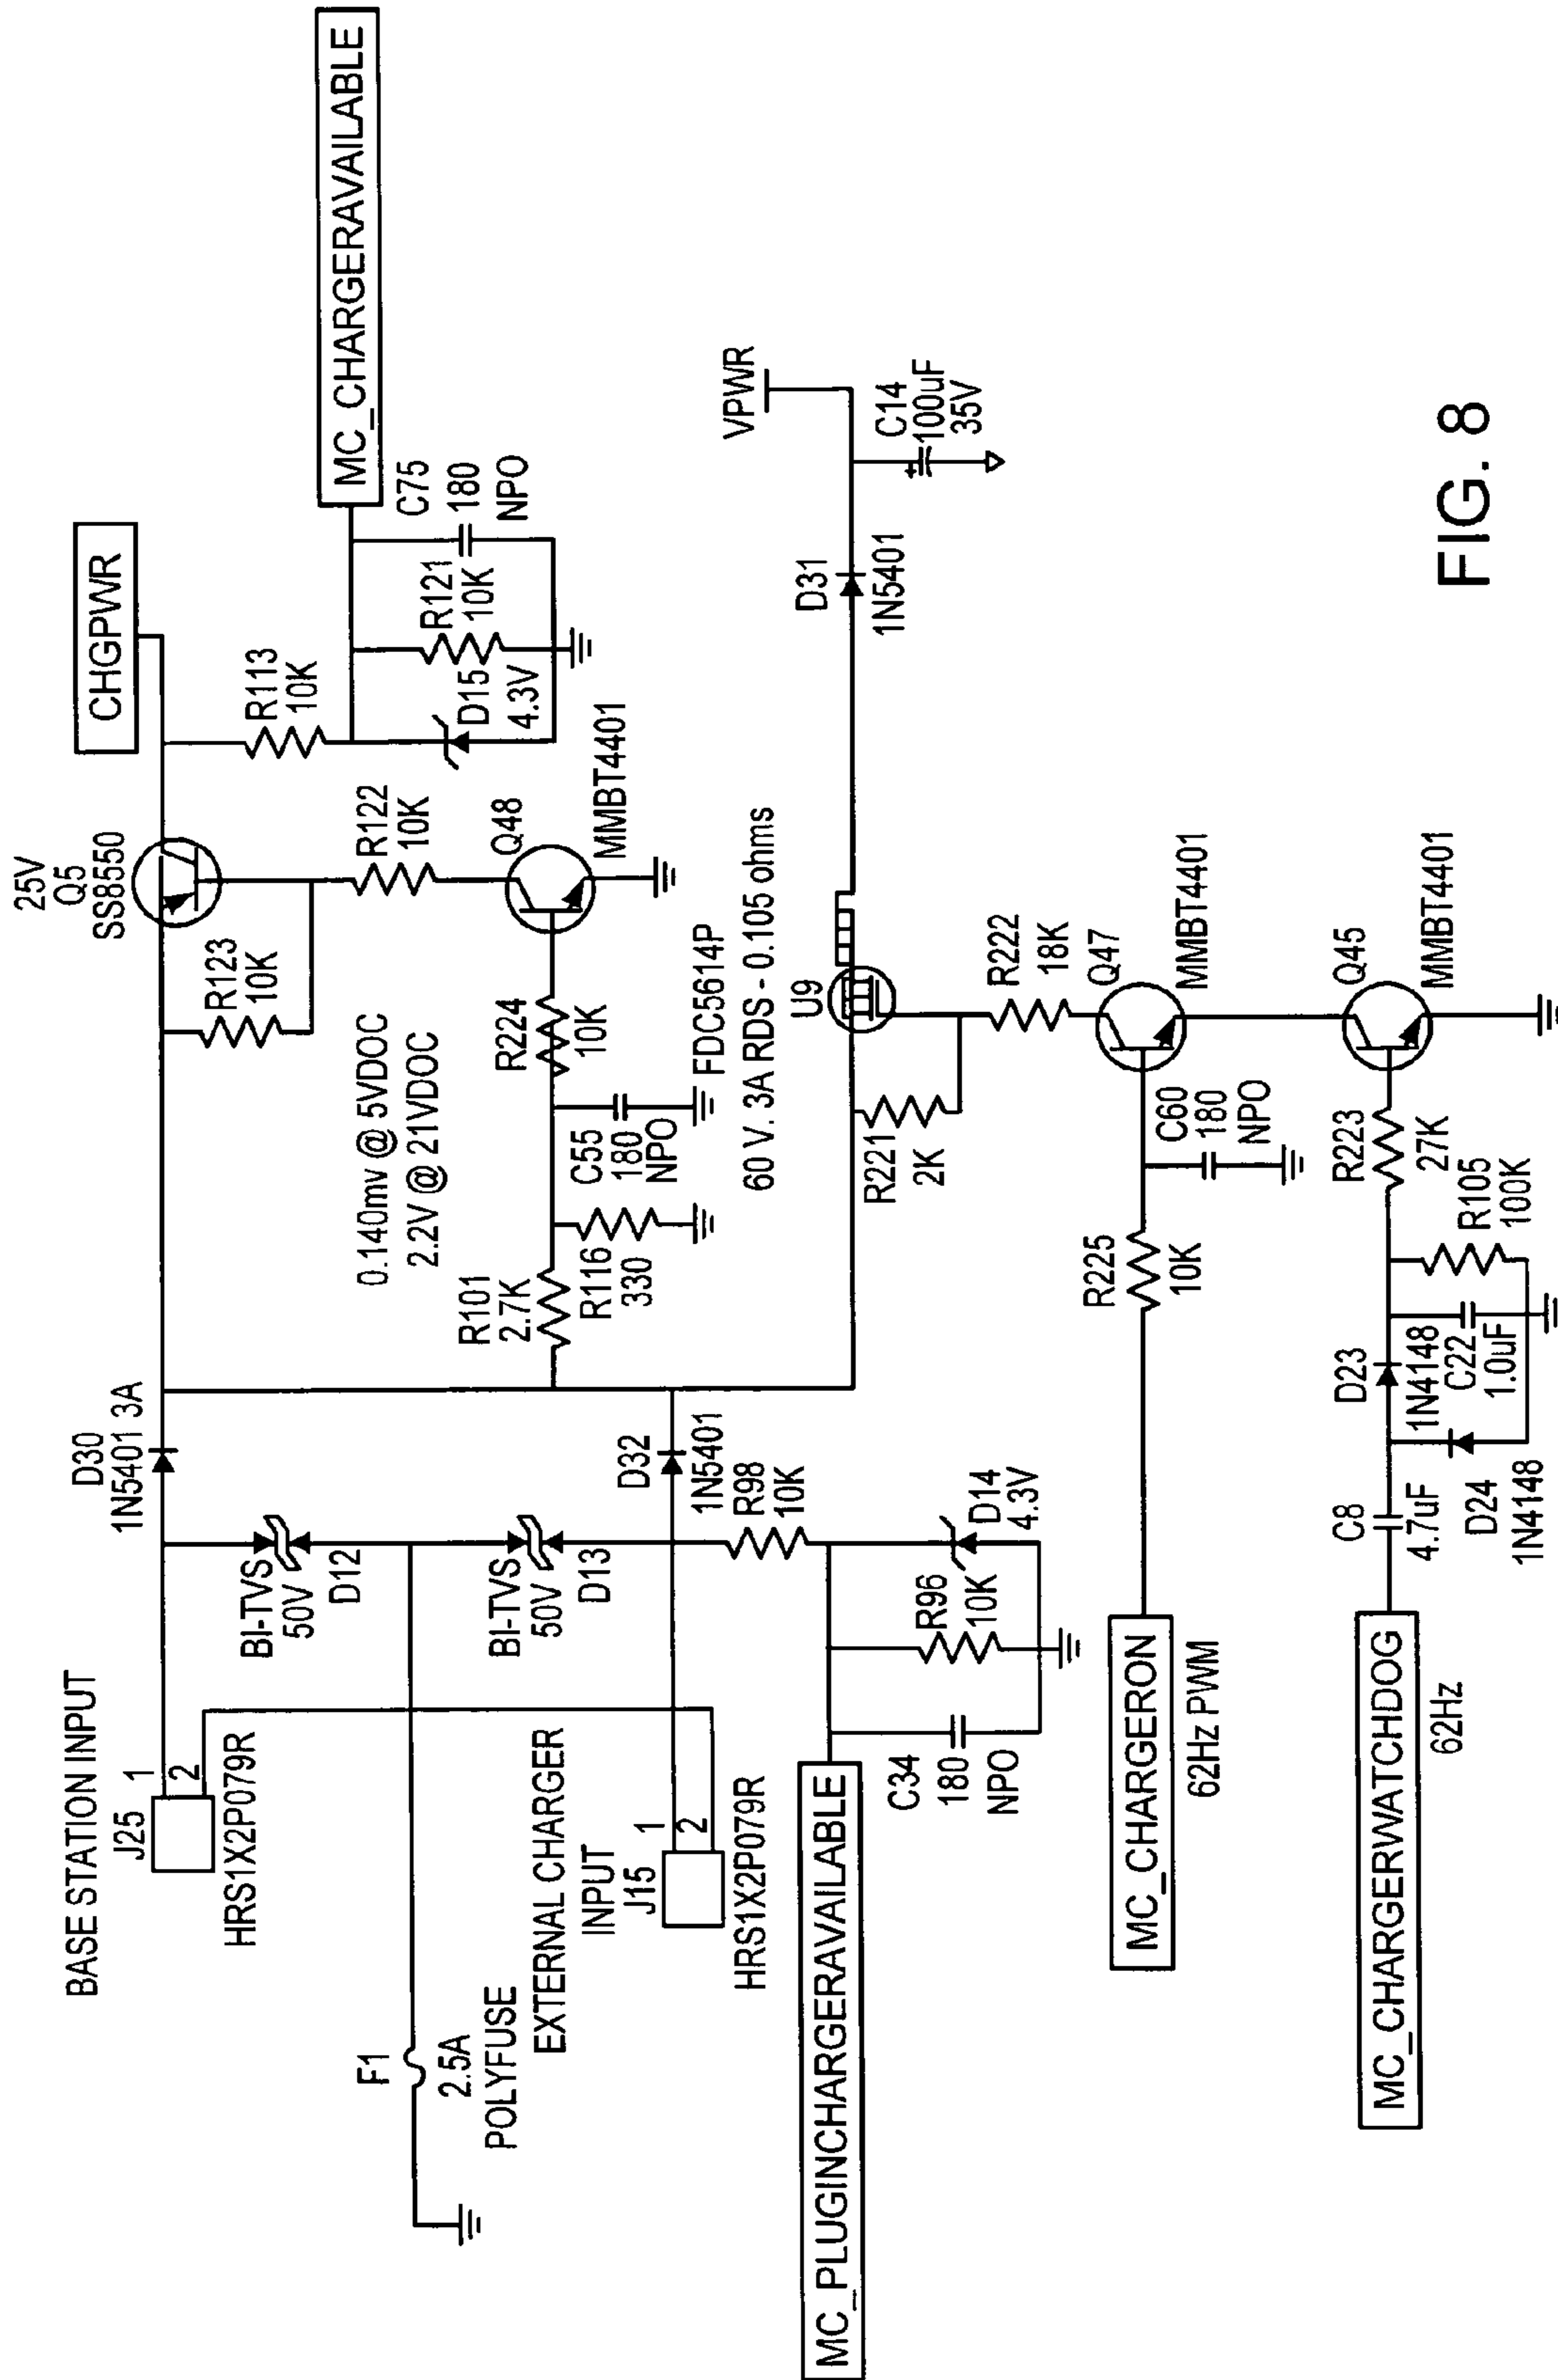 BASE STATION INPUT
J25
1
2
HRS1X2P079R
D30
1N5401 3A
BI-TVS
50V
D12
F1
2.5A
POLYFUSE
BI-TVS
50V
D13
EXTERNAL CHARGER
INPUT
J15
1
2
HRS1X2P079R
D32
1N5401
R98
10K
D14
4.3V
R96
10K
C34
180
NPO
MC_PLUGINCHARGERAVAILABLE
25V
Q5
SS8550
R123
10K
CHGPWR
R113
10K
MC_CHARGERAVAILABLE
C75
180
NPO
R121
10K
D15
4.3V
R122
10K
Q48
MMBT4401
0.140mv @ 5VDOC
2.2V @ 21VDOC
R224
10K
R101
2.7K
R116
330
C55
180
NPO
FDC5614P
60 V. 3A RDS - 0.105 ohms
U9
R221
2K
R222
18K
D31
1N5401
VPWR
C14
100uF
35V
Q47
MMBT4401
C60
180
NPO
R225
10K
MC_CHARGERON
62Hz PWM
Q45
MMBT4401
R223
27K
R105
100K
D23
1N4148
C22
1.0uF
C8
4.7uF
D24
1N4148
MC_CHARGERWATCHDOG
62Hz
FIG. 8